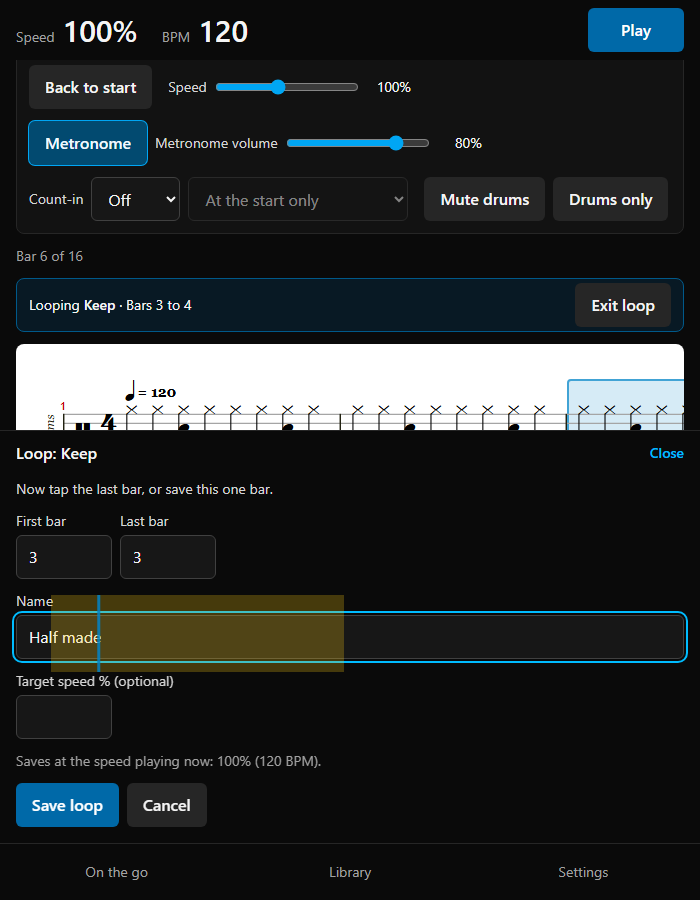 Speed 100% BPM 120 Play
Back to start Speed 100%
Metronome Metronome volume 80%
Count-in Off At the start only Mute drums Drums only
Bar 6 of 16
Looping Keep · Bars 3 to 4 Exit loop
= 120
1
4
Loop: Keep Close
Now tap the last bar, or save this one bar.
First bar Last bar
3 3
Name
Half made
Target speed % (optional)
Saves at the speed playing now: 100% (120 BPM).
Save loop Cancel
On the go Library Settings